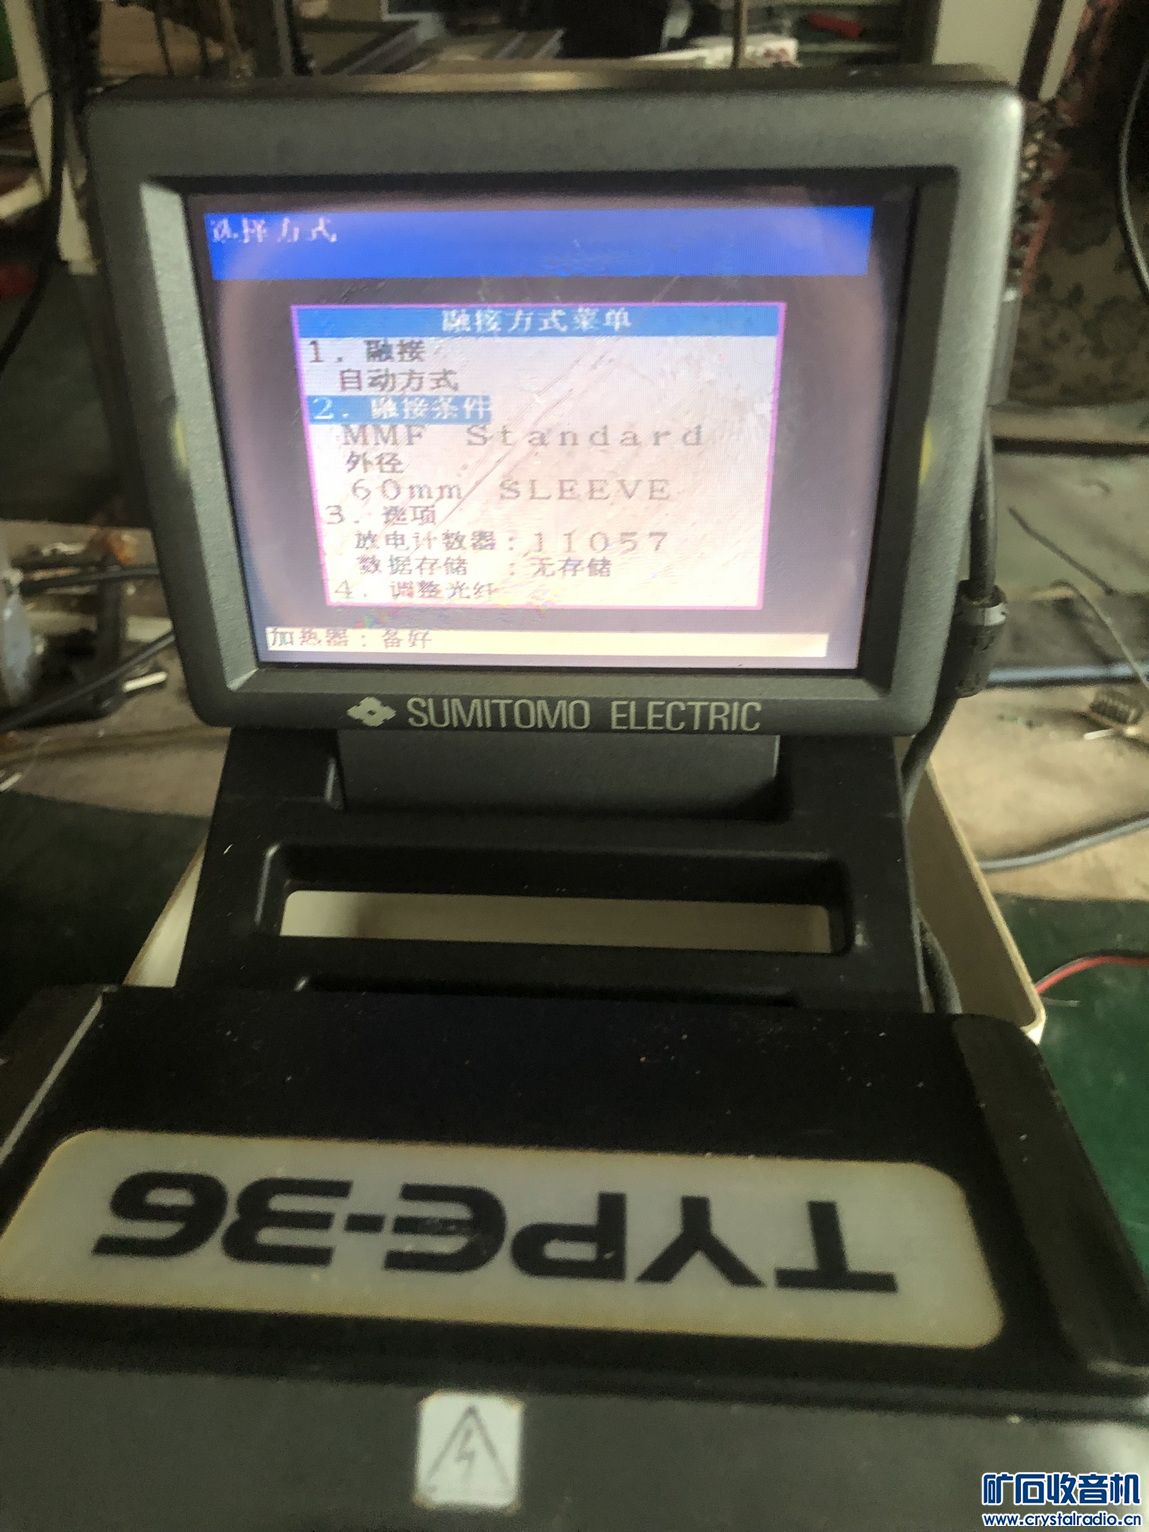 选择方式
融接方式菜单
1. 融接
自动方式
2. 融接条件
MMF Standard
外径
60mm SLEEVE
3. 选项
放电计数器:11057
数据存储 :无存储
4. 调整光纤
加热器:备好
SUMITOMO ELECTRIC
TYPE-36
矿石收音机
www.crystalradio.cn